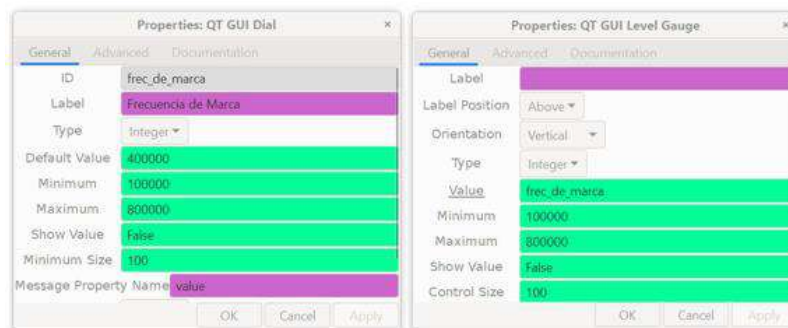 Properties: QT GUI Dial
×
General Advanced Documentation
ID frec_de_marca
Label Frecuencia de Marca
Type Integer
Default Value 400000
Minimum 100000
Maximum 800000
Show Value False
Minimum Size 100
Message Property Name value
OK Cancel Apply
Properties: QT GUI Level Gauge
×
General Advanced Documentation
Label
Label Position Above
Orientation Vertical
Type Integer
Value frec_de_marca
Minimum 100000
Maximum 800000
Show Value False
Control Size 100
OK Cancel Apply